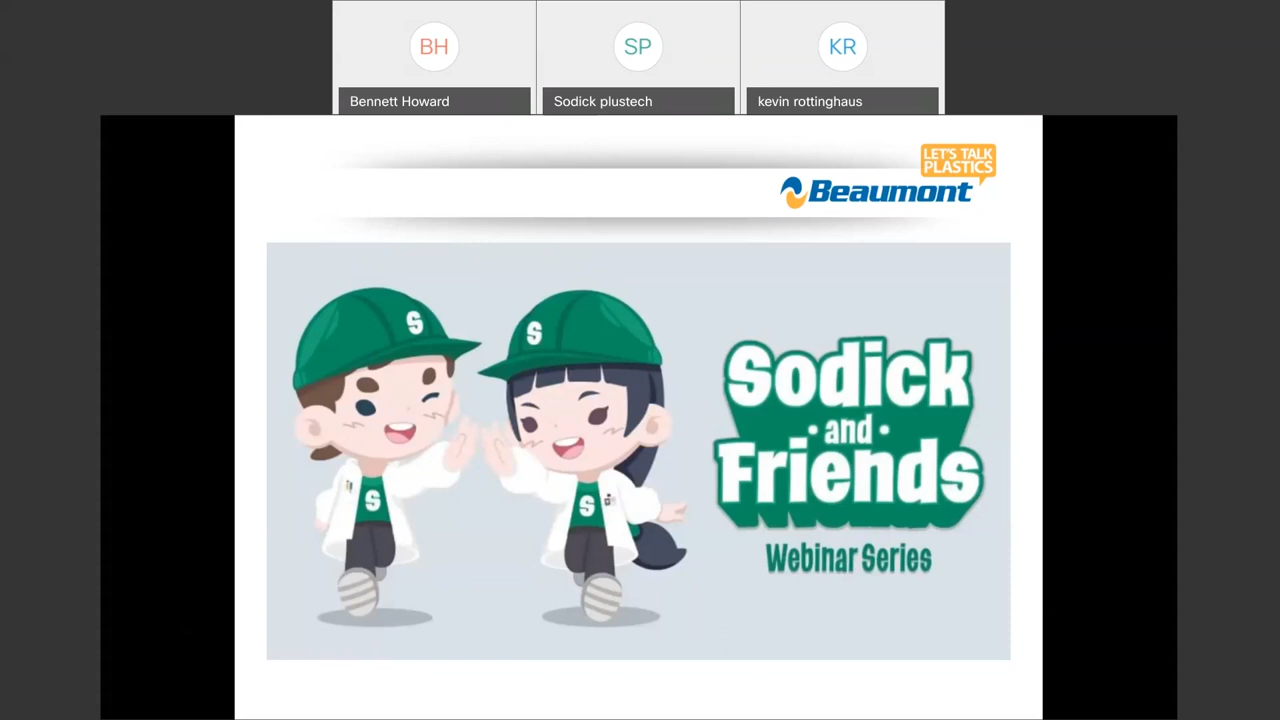 BH
SP
KR
Bennett Howard
Sodick plustech
kevin rottinghaus
LET'S TALK
PLASTICS
Beaumont
S
S
Sodick
• and •
Friends
S
S
Webinar Series